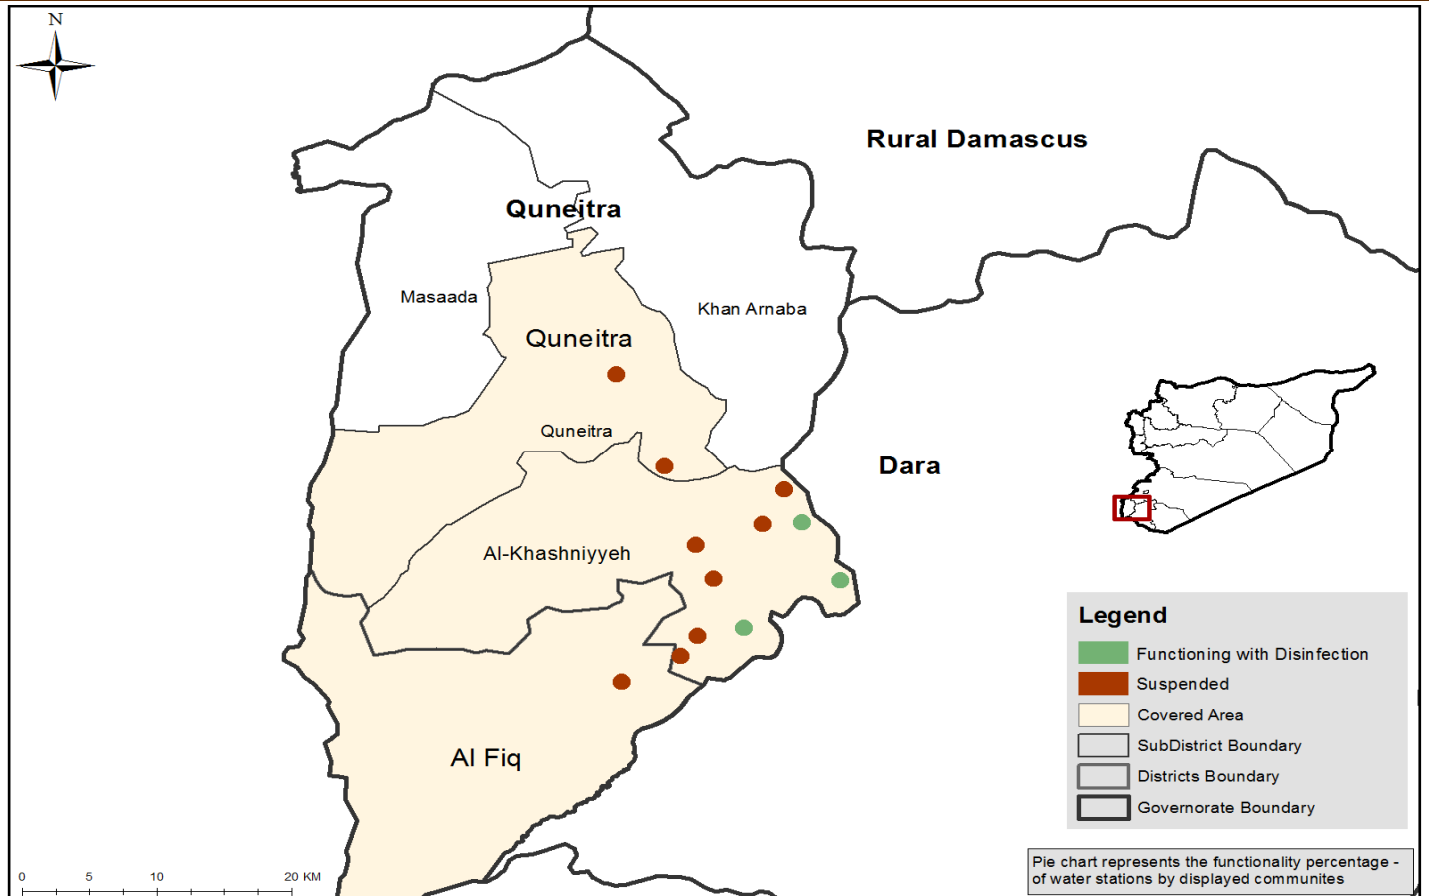 N
Rural Damascus
Quneitra
Masaada
Khan Arnaba
Quneitra
Quneitra
Dara
Al-Khashniyyeh
Al Fiq
Legend
Functioning with Disinfection
Suspended
Covered Area
SubDistrict Boundary
Districts Boundary
Governorate Boundary
Pie chart represents the functionality percentage -
of water stations by displayed communites
0 5 10 20 KM